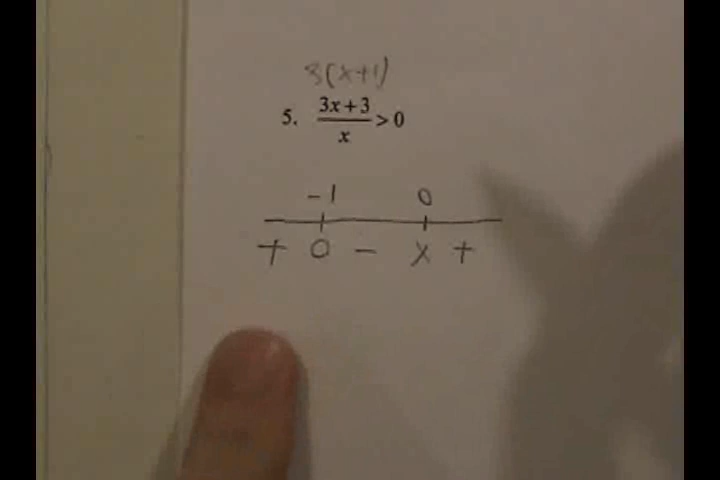 3(x+1)
5. 3x+3/x > 0
-1 0
+ 0 - x +